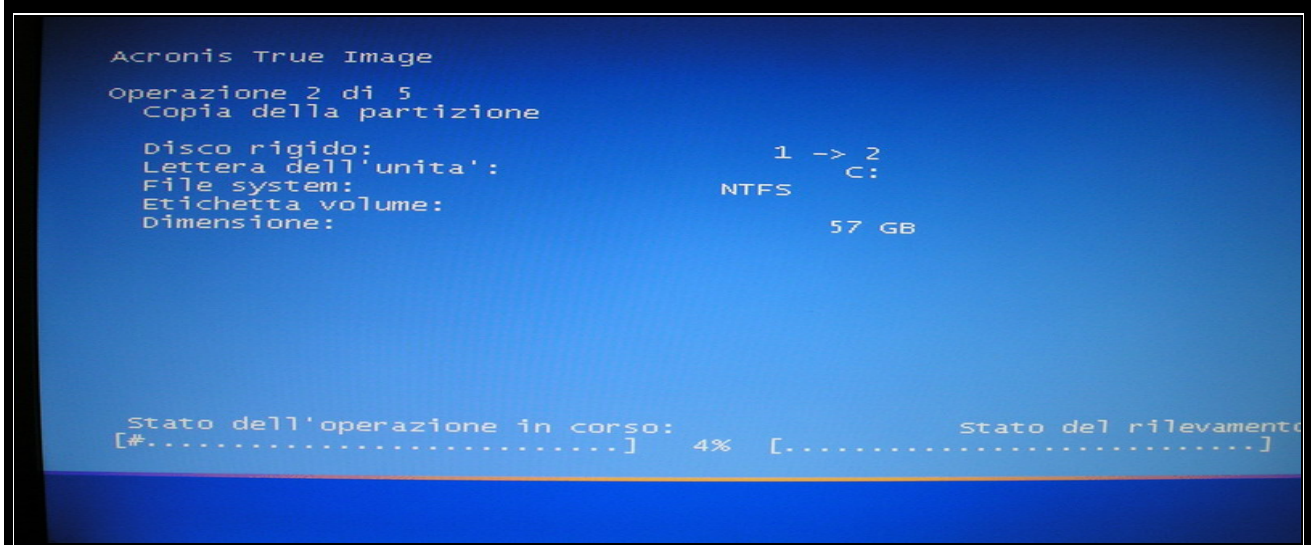 Acronis True Image
Operazione 2 di 5
Copia della partizione
Disco rigido: 1 -> 2
Lettera dell'unita': C:
File system: NTFS
Etichetta volume:
Dimensione: 57 GB
Stato dell'operazione in corso: Stato del rilevamento
[#............................] 4% [.............................]